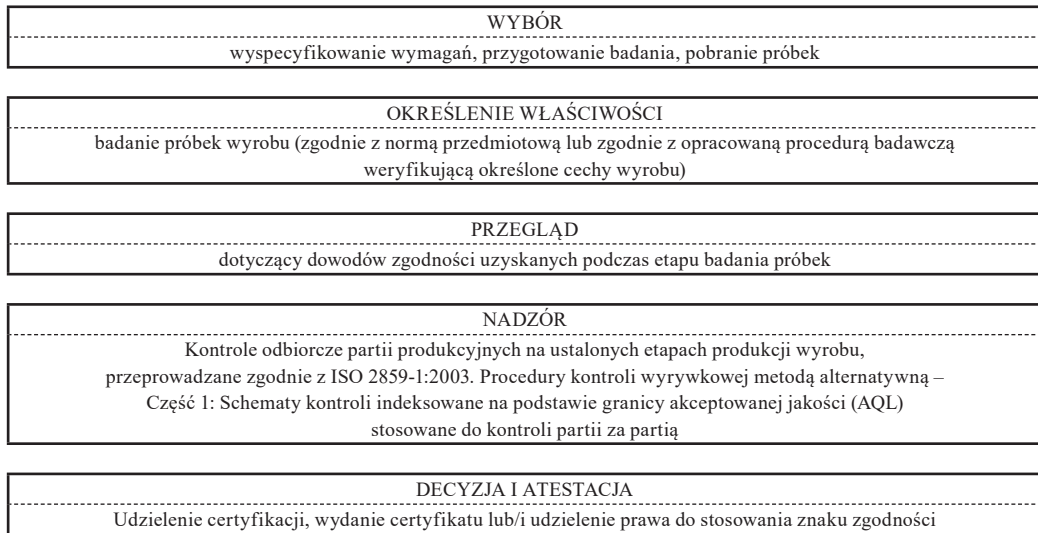 WYBÓR
wyspecyfikowanie wymagań, przygotowanie badania, pobranie próbek
OKREŚLENIE WŁAŚCIWOŚCI
badanie próbek wyrobu (zgodnie z normą przedmiotową lub zgodnie z opracowaną procedurą badawczą
weryfikującą określone cechy wyrobu)
PRZEGLĄD
dotyczący dowodów zgodności uzyskanych podczas etapu badania próbek
NADZÓR
Kontrole odbiorcze partii produkcyjnych na ustalonych etapach produkcji wyrobu,
przeprowadzane zgodnie z ISO 2859-1:2003. Procedury kontroli wyrywkowej metodą alternatywną –
Część 1: Schematy kontroli indeksowane na podstawie granicy akceptowanej jakości (AQL)
stosowane do kontroli partii za partią
DECYZJA I ATESTACJA
Udzielenie certyfikacji, wydanie certyfikatu lub/i udzielenie prawa do stosowania znaku zgodności